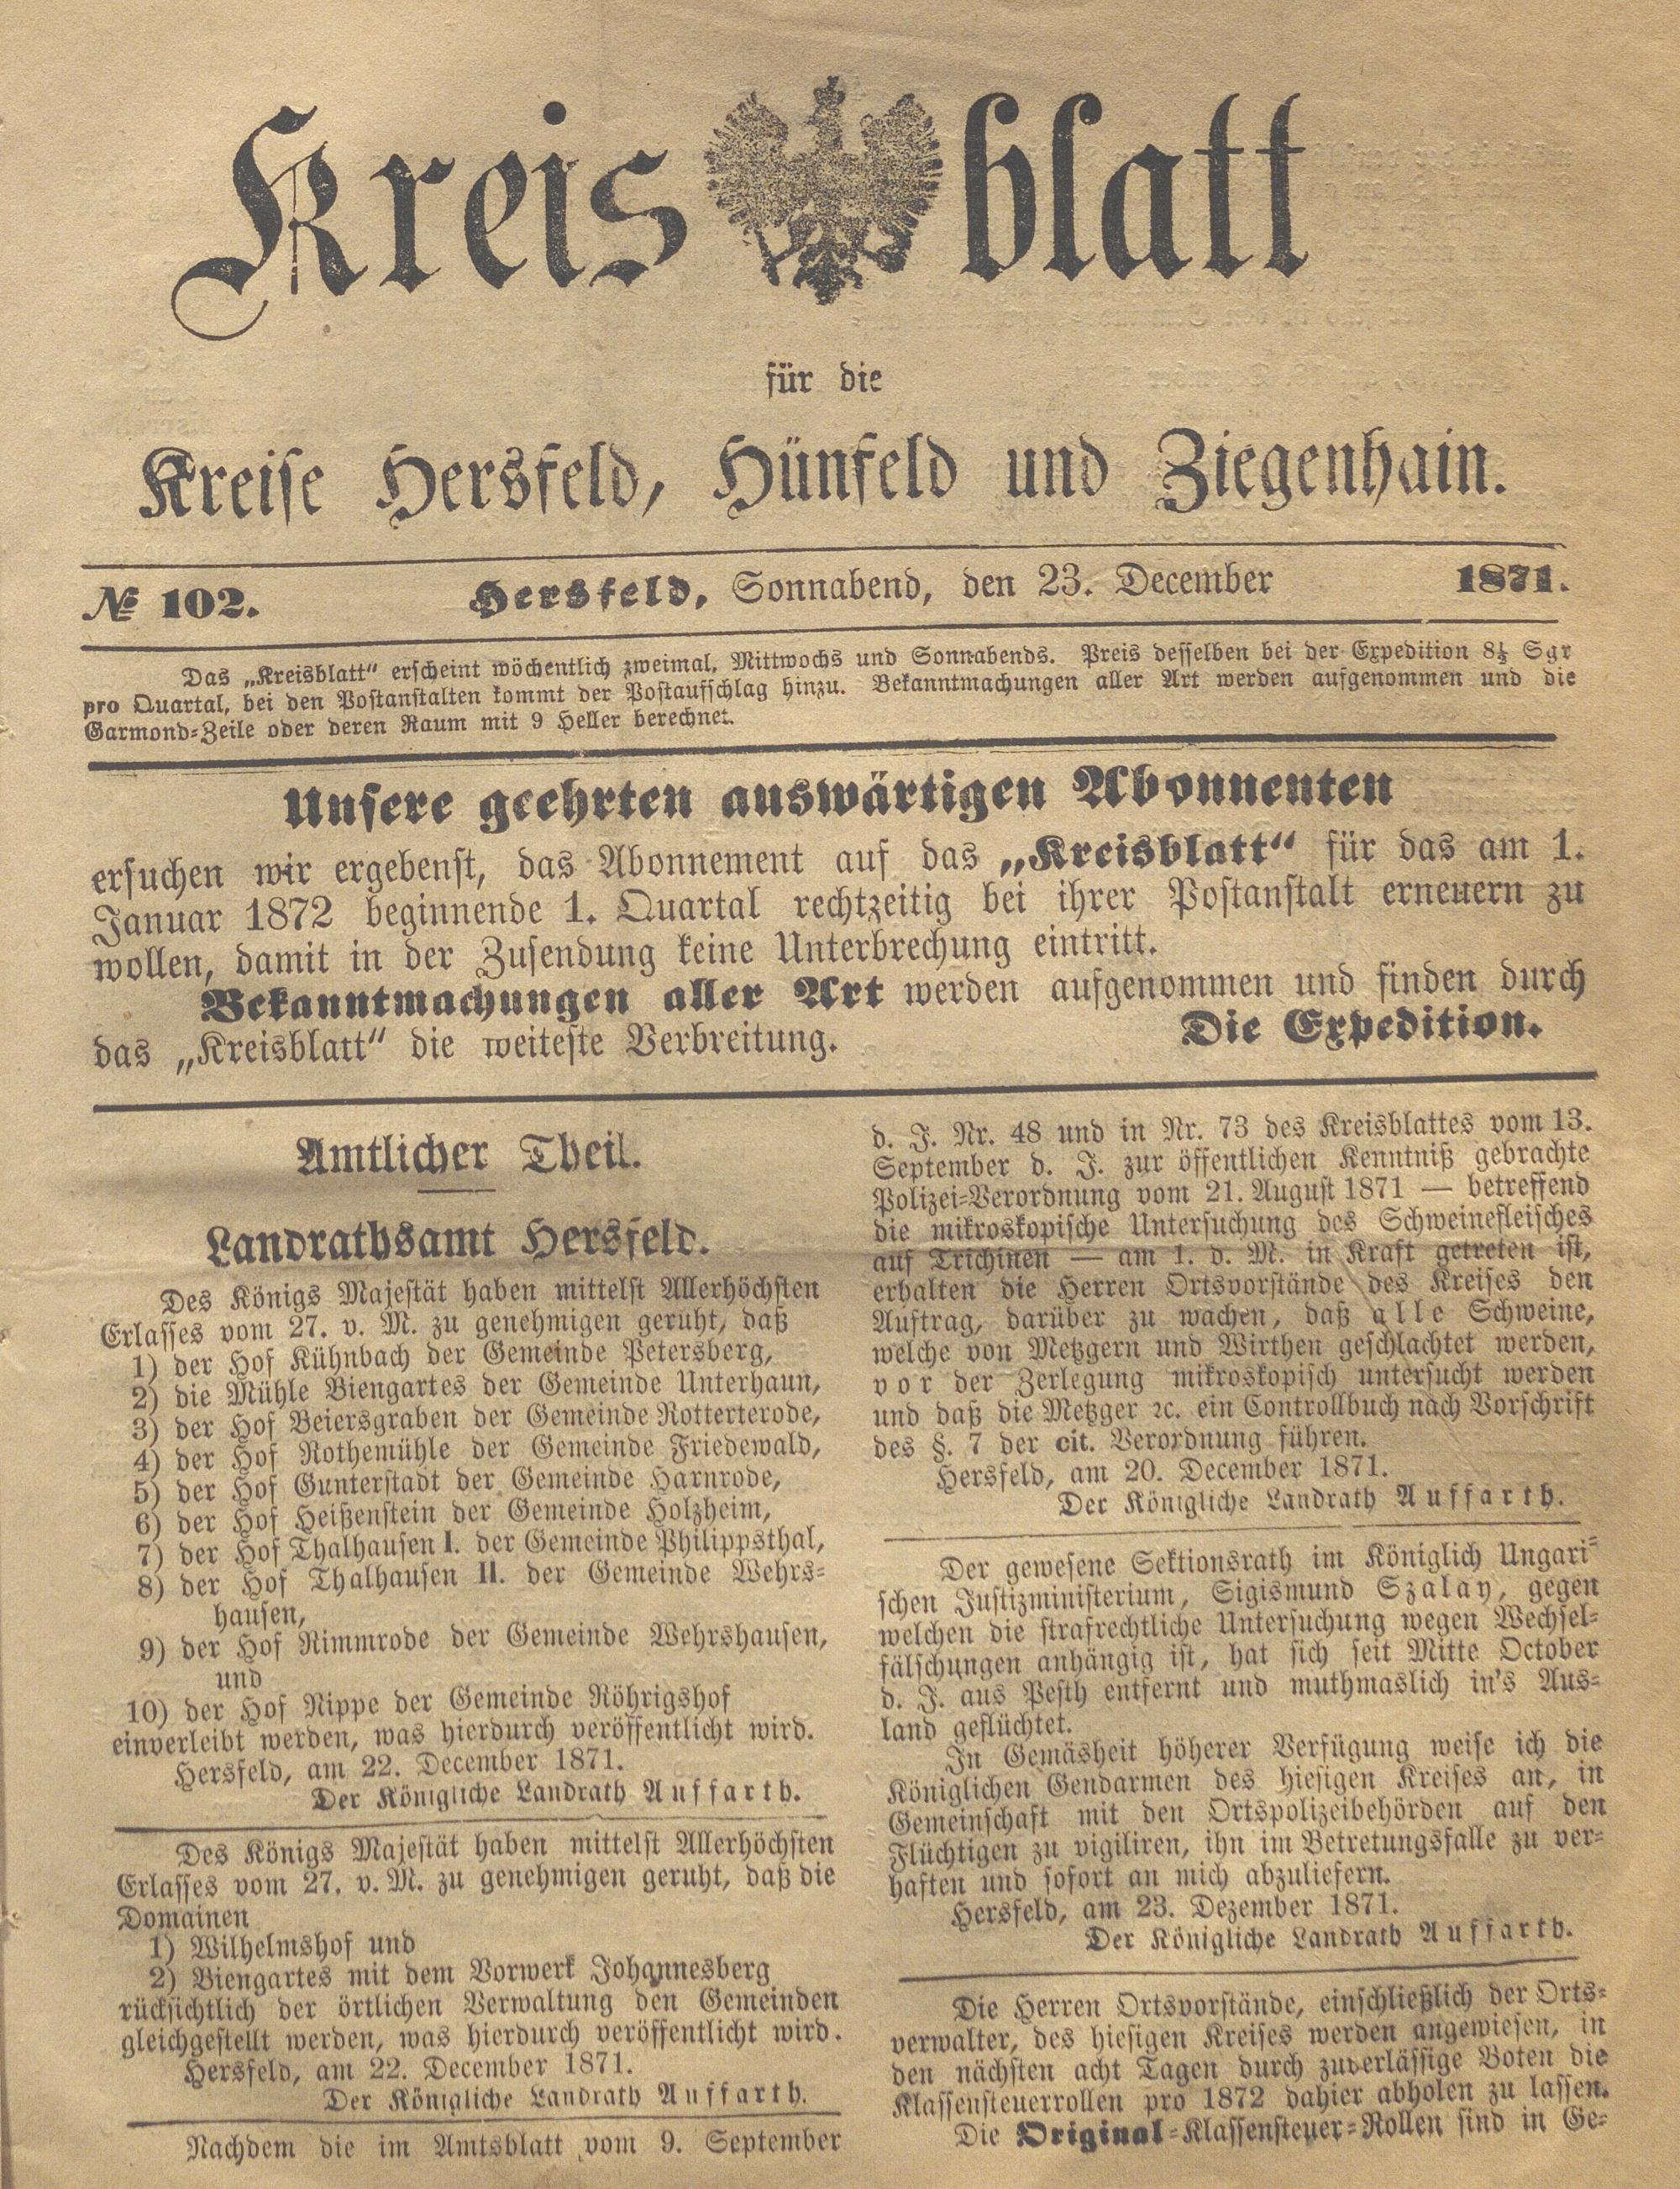 Kreisblatt
für die
Kreise Hersfeld, Hünfeld und Ziegenhain.
№ 102. Hersfeld, Sonnabend, den 23. December 1871.
Das „Kreisblatt“ erscheint wöchentlich zweimal, Mittwochs und Sonnabends. Preis desselben bei der Expedition 8½ Sgr
pro Quartal, bei den Postanstalten kommt der Postaufschlag hinzu. Bekanntmachungen aller Art werden aufgenommen und die
Garmond-Zeile oder deren Raum mit 9 Heller berechnet.
Unsere geehrten auswärtigen Abonnenten
ersuchen wir ergebenst, das Abonnement auf das „Kreisblatt“ für das am 1.
Januar 1872 beginnende 1. Quartal rechtzeitig bei ihrer Postanstalt erneuern zu
wollen, damit in der Zusendung keine Unterbrechung eintritt.
Bekanntmachungen aller Art werden aufgenommen und finden durch
das „Kreisblatt“ die weiteste Verbreitung. Die Expedition.
Amtlicher Theil.
Landrathsamt Hersfeld.
Des Königs Majestät haben mittelst Allerhöchsten
Erlasses vom 27. v. M. zu genehmigen geruht, daß
1) der Hof Kühnbach der Gemeinde Petersberg,
2) die Mühle Biengartes der Gemeinde Unterhaun,
3) der Hof Beiersgraben der Gemeinde Rotterterode,
4) der Hof Rothemühle der Gemeinde Friedewald,
5) der Hof Gunterstadt der Gemeinde Harnrode,
6) der Hof Heißenstein der Gemeinde Holzheim,
7) der Hof Thalhausen I. der Gemeinde Philippsthal,
8) der Hof Thalhausen II. der Gemeinde Wehrs-
hausen,
9) der Hof Nimmrode der Gemeinde Wehrshausen,
und
10) der Hof Nippe der Gemeinde Röhrigshof
einverleibt werden, was hierdurch veröffentlicht wird.
Hersfeld, am 22. December 1871.
Der Königliche Landrath Auffarth.
Des Königs Majestät haben mittelst Allerhöchsten
Erlasses vom 27. v. M. zu genehmigen geruht, daß die
Domainen
1) Wilhelmshof und
2) Biengartes mit dem Vorwerk Johannesberg
rücksichtlich der örtlichen Verwaltung den Gemeinden
gleichgestellt werden, was hierdurch veröffentlicht wird.
Hersfeld, am 22. December 1871.
Der Königliche Landrath Auffarth.
Nachdem die im Amtsblatt vom 9. September
d. J. Nr. 48 und in Nr. 73 des Kreisblattes vom 13.
September d. J. zur öffentlichen Kenntniß gebrachte
Polizei-Verordnung vom 21. August 1871 — betreffend
die mikroskopische Untersuchung des Schweinefleisches
auf Trichinen — am 1. d. M. in Kraft getreten ist,
erhalten die Herren Ortsvorstände des Kreises den
Auftrag, darüber zu wachen, daß alle Schweine,
welche von Metzgern und Wirthen geschlachtet werden,
vor der Zerlegung mikroskopisch untersucht werden
und daß die Metzger ꝛc. ein Controllbuch nach Vorschrift
des §. 7 der cit. Verordnung führen.
Hersfeld, am 20. December 1871.
Der Königliche Landrath Auffarth.
Der gewesene Sektionsrath im Königlich Ungari-
schen Justizministerium, Sigismund Szalay, gegen
welchen die strafrechtliche Untersuchung wegen Wechsel-
fälschungen anhängig ist, hat sich seit Mitte October
d. J. aus Pesth entfernt und muthmaslich in's Aus-
land geflüchtet.
In Gemäsheit höherer Verfügung weise ich die
Königlichen Gendarmen des hiesigen Kreises an, in
Gemeinschaft mit den Ortspolizeibehörden auf den
Flüchtigen zu vigiliren, ihn im Betretungsfalle zu ver-
haften und sofort an mich abzuliefern.
Hersfeld, am 23. Dezember 1871.
Der Königliche Landrath Auffarth.
Die Herren Ortsvorstände, einschließlich der Orts-
verwalter, des hiesigen Kreises werden angewiesen, in
den nächsten acht Tagen durch zuverlässige Boten die
Klassensteuerrollen pro 1872 dahier abholen zu lassen.
Die Original-Klassensteuer-Rollen sind in Ge-